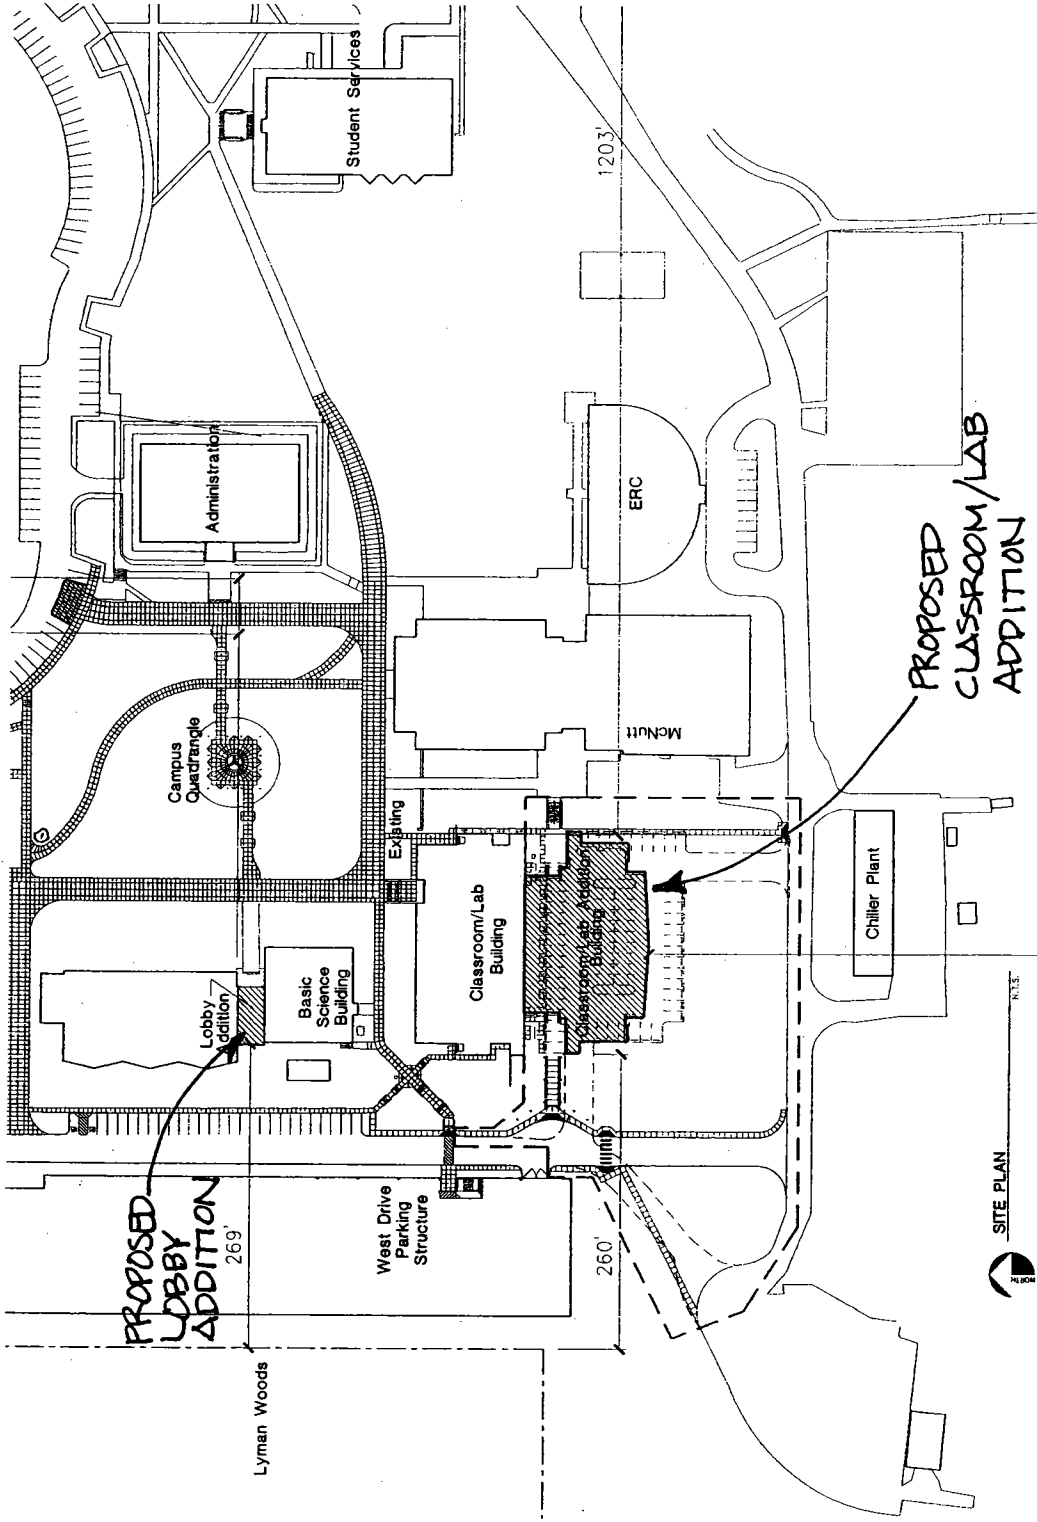 Student Services
1203'
Administration
ERC
PROPOSED
CLASSROOM/LAB
ADDITION
McNutt
Campus
Quadrangle
Existing
Classroom/Lab
Building
Classroom/Lab Addition
Building
Chiller Plant
Lobby
Addition
Basic
Science
Building
PROPOSED
LOBBY
ADDITION
269'
West Drive
Parking
Structure
260'
Lyman Woods
SITE PLAN
N.T.S.
NORTH